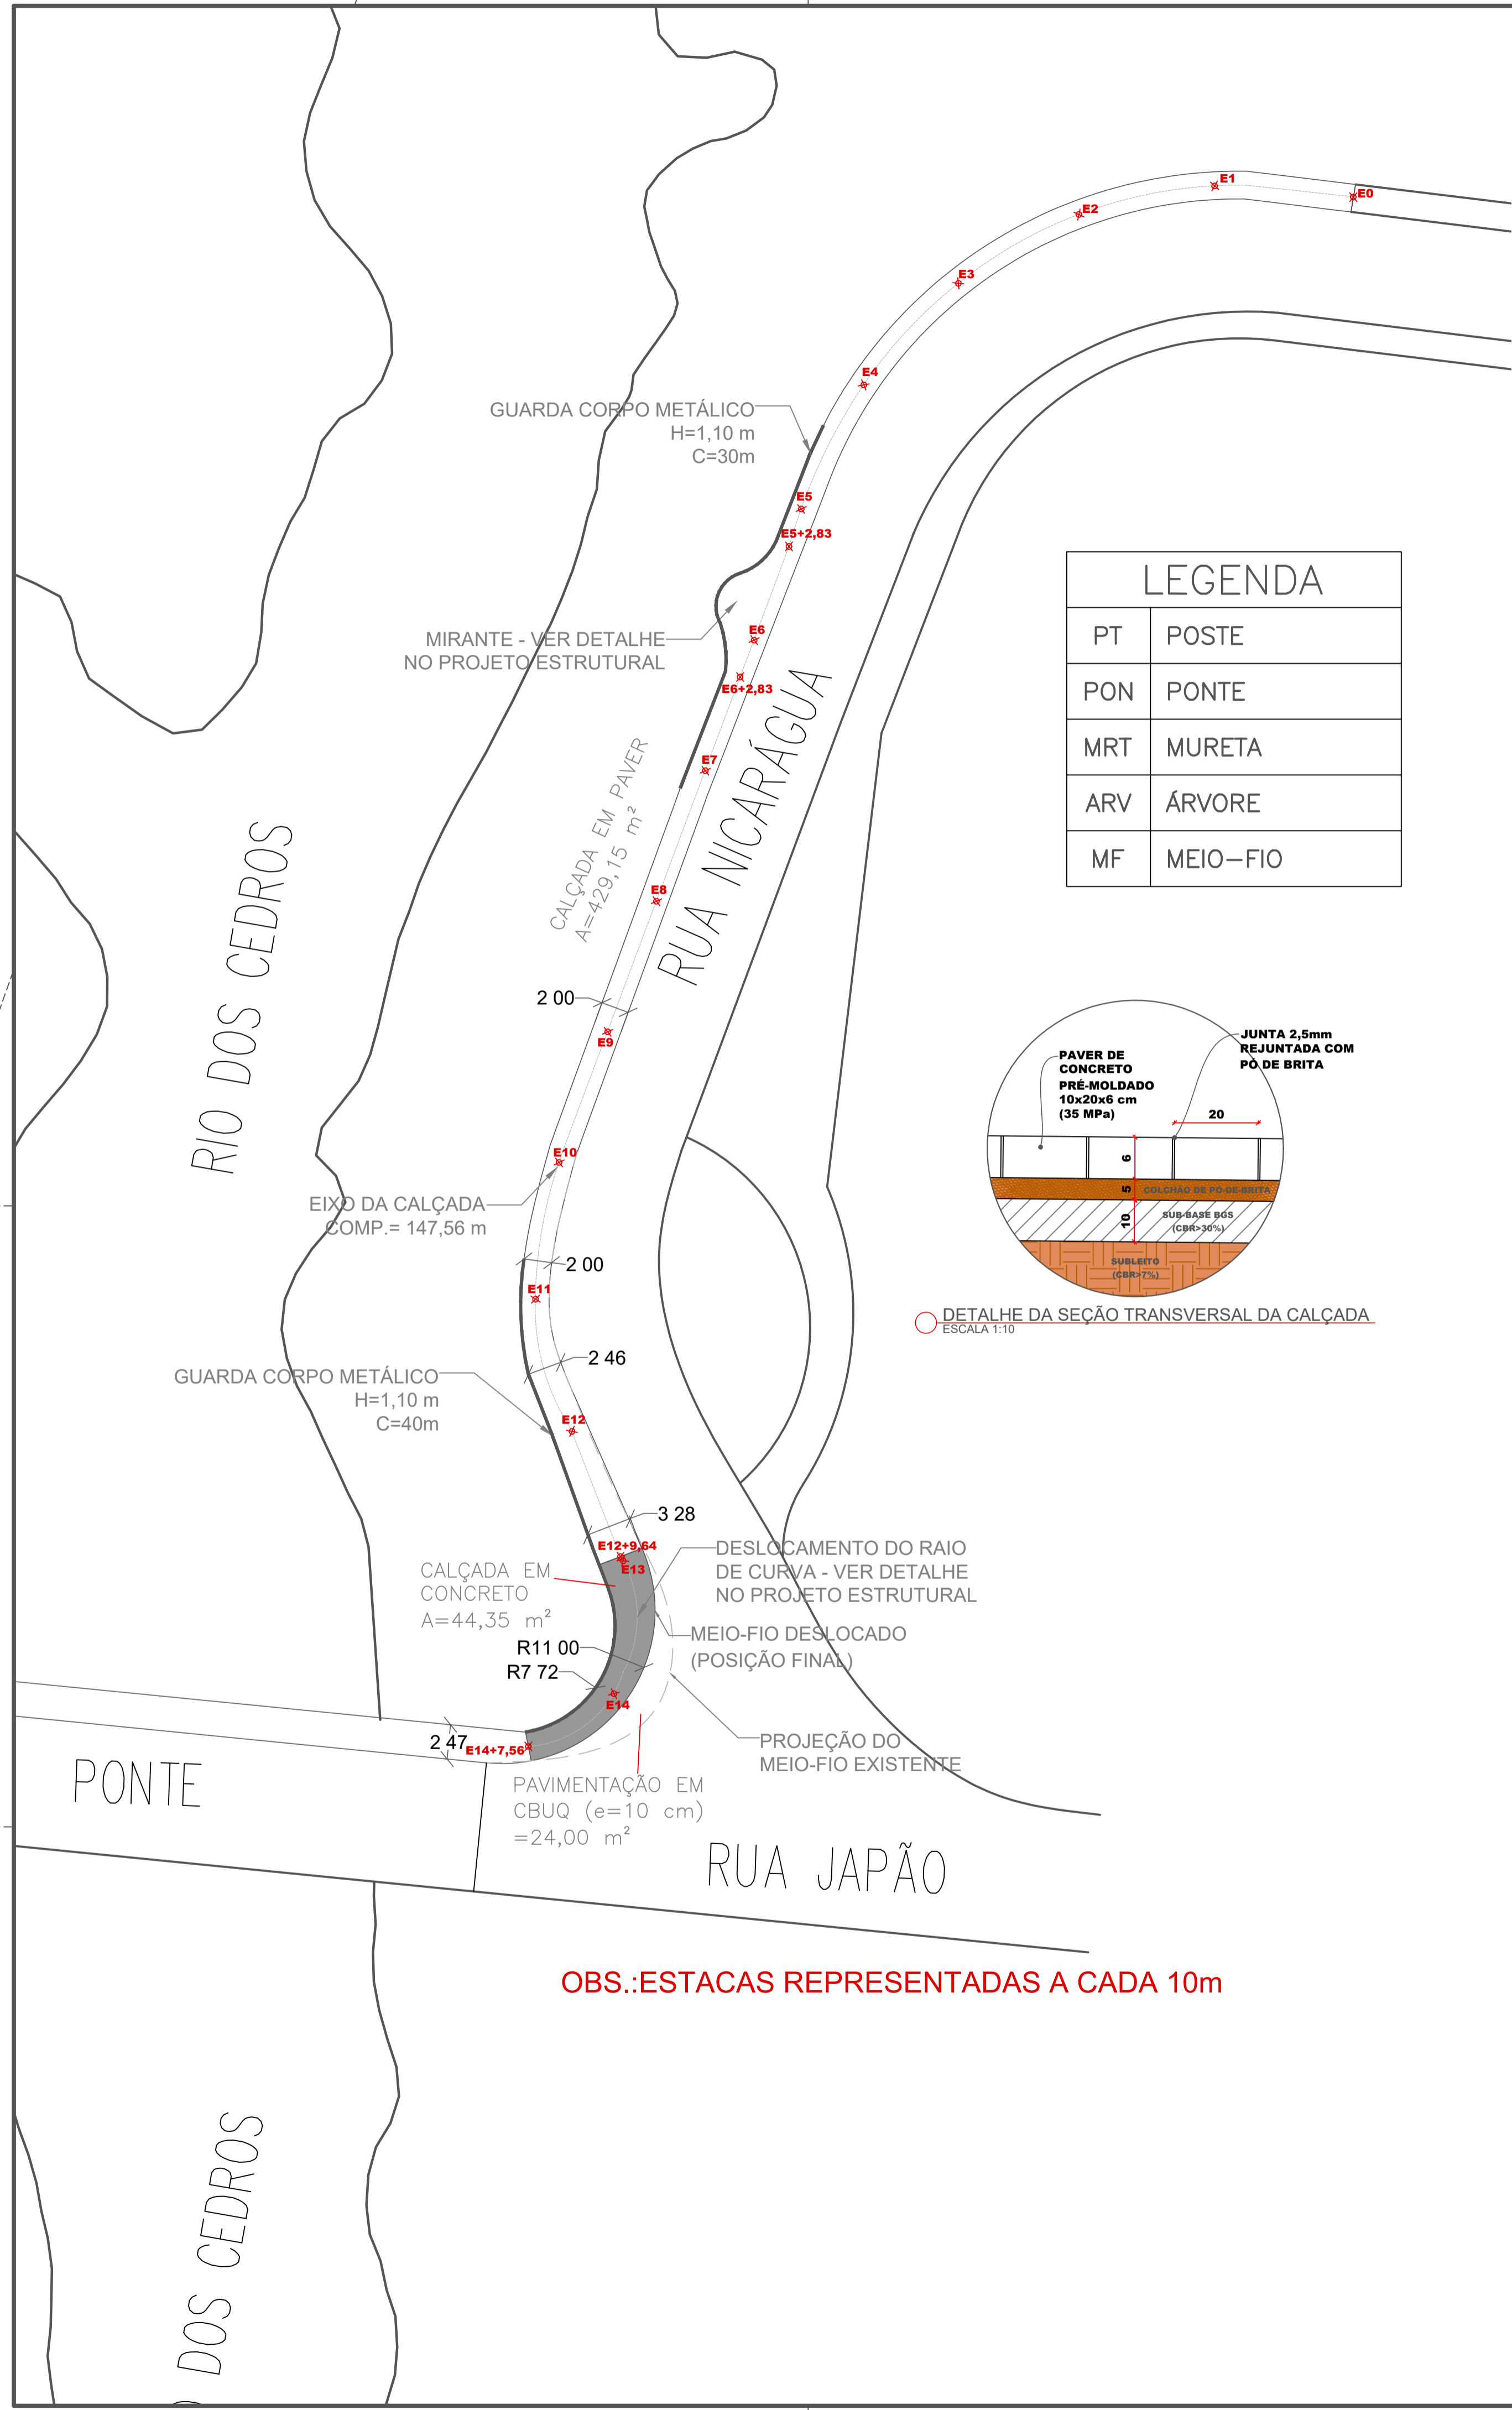 E0
E1
E2
E3
E4
GUARDA CORPO METÁLICO
H=1,10 m
C=30m
E5
E5+2,83
MIRANTE - VER DETALHE
NO PROJETO ESTRUTURAL
E6
E6+2,83
E7
RUA NICARÁGUA
CALÇADA EM PAVER
A=429,15 m²
E8
2 00
E9
RIO DOS CEDROS
E10
EIXO DA CALÇADA
COMP.= 147,56 m
2 00
E11
2 46
GUARDA CORPO METÁLICO
H=1,10 m
C=40m
E12
3 28
E12+9,64
E13
CALÇADA EM
CONCRETO
A=44,35 m²
DESLOCAMENTO DO RAIO
DE CURVA - VER DETALHE
NO PROJETO ESTRUTURAL
MEIO-FIO DESLOCADO
(POSIÇÃO FINAL)
R11 00
R7 72
E14
2 47
E14+7,56
PROJEÇÃO DO
MEIO-FIO EXISTENTE
PONTE
PAVIMENTAÇÃO EM
CBUQ (e=10 cm)
=24,00 m²
RUA JAPÃO
OBS.:ESTACAS REPRESENTADAS A CADA 10m
DOS CEDROS
LEGENDA
PT POSTE
PON PONTE
MRT MURETA
ARV ÁRVORE
MF MEIO-FIO
PAVER DE
CONCRETO
PRÉ-MOLDADO
10x20x6 cm
(35 MPa)
JUNTA 2,5mm
REJUNTADA COM
PÓ DE BRITA
20
6
5
COLCHÃO DE PÓ-DE-BRITA
10
SUB-BASE BGS
(CBR>30%)
SUBLEITO
(CBR>7%)
DETALHE DA SEÇÃO TRANSVERSAL DA CALÇADA
ESCALA 1:10